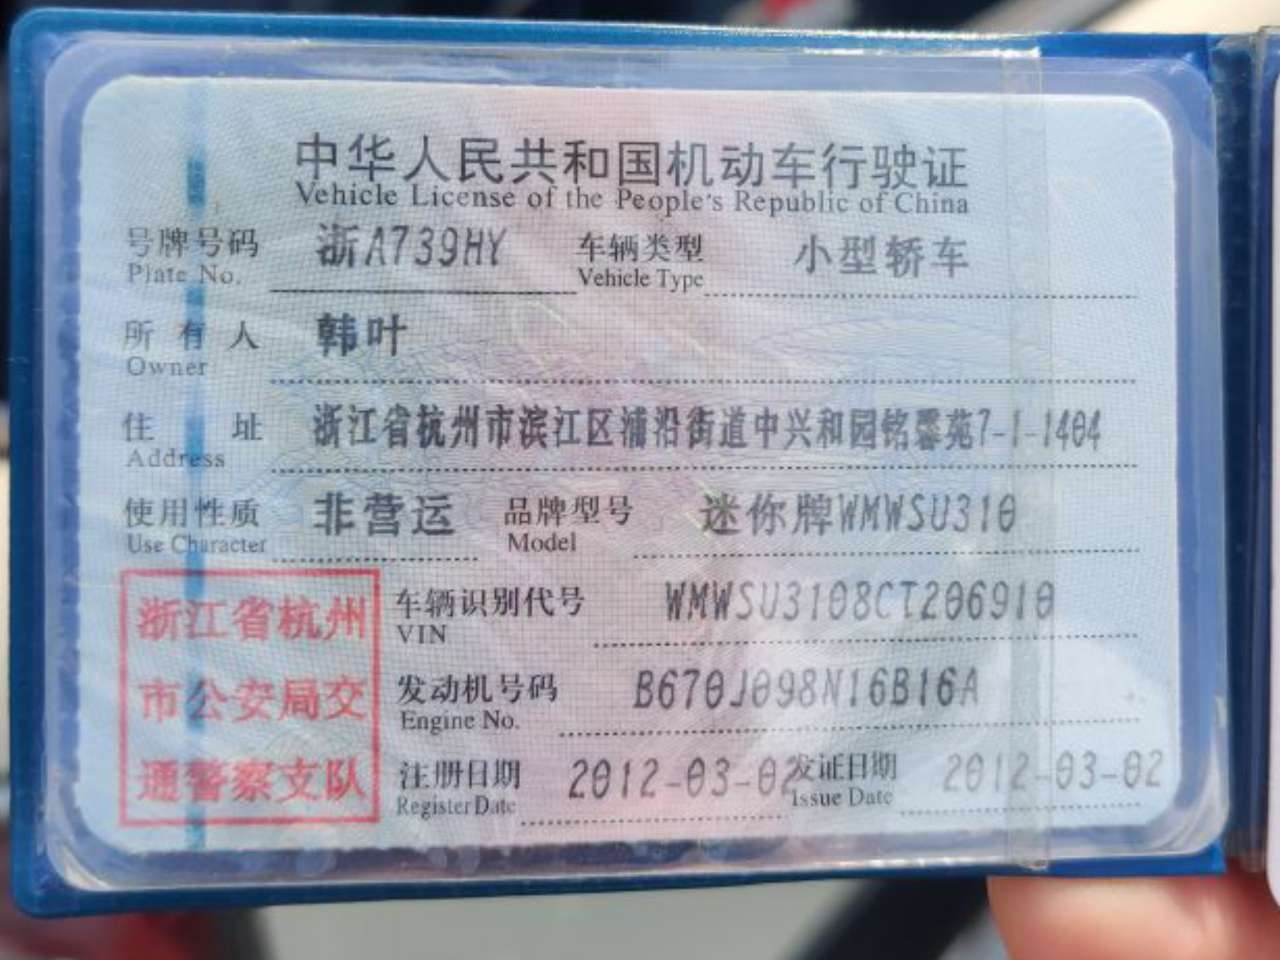 中华人民共和国机动车行驶证
Vehicle License of the People's Republic of China
号牌号码 浙A739HY 车辆类型 小型轿车
Plate No. Vehicle Type
所有人 韩叶
Owner
住址 浙江省杭州市滨江区浦沿街道中兴和园铭馨苑7-1-1404
Address
使用性质 非营运 品牌型号 迷你牌WMWSU310
Use Character Model
浙江省杭州 车辆识别代号 WMWSU3108CT206910
VIN
市公安局交 发动机号码 B670J098N16B16A
Engine No.
通警察支队 注册日期 2012-03-02 发证日期 2012-03-02
Register Date Issue Date